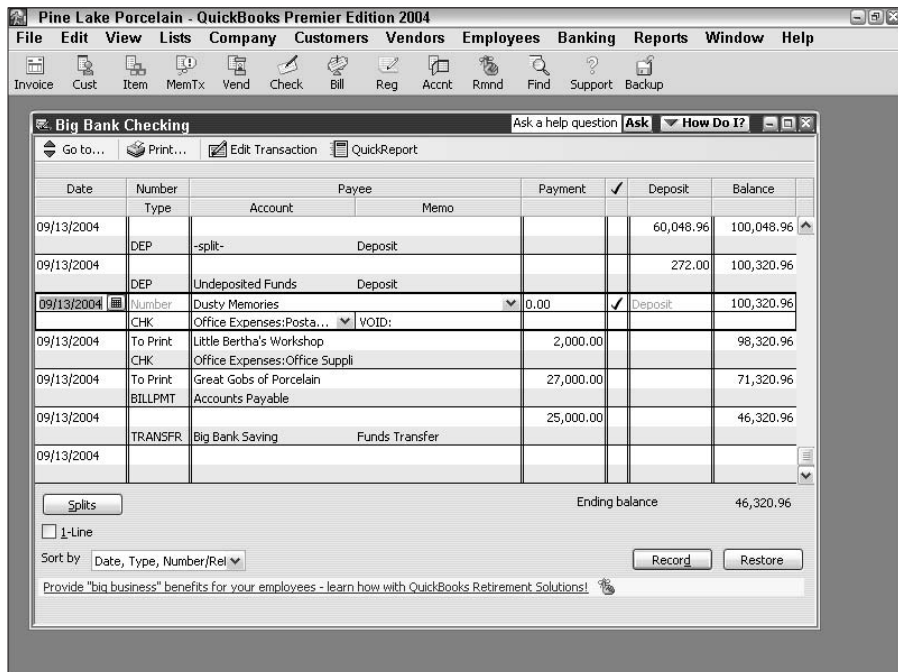 Pine Lake Porcelain - QuickBooks Premier Edition 2004
File Edit View Lists Company Customers Vendors Employees Banking Reports Window Help
Invoice Cust Item MemTx Vend Check Bill Reg Accnt Rmnd Find Support Backup
Big Bank Checking Ask a help question Ask How Do I?
Go to... Print... Edit Transaction QuickReport
Date Number Payee Payment ✓ Deposit Balance
Type Account Memo
09/13/2004 60,048.96 100,048.96
DEP -split- Deposit
09/13/2004 272.00 100,320.96
DEP Undeposited Funds Deposit
09/13/2004 Number Dusty Memories 0.00 ✓ Deposit 100,320.96
CHK Office Expenses:Posta... VOID:
09/13/2004 To Print Little Bertha's Workshop 2,000.00 98,320.96
CHK Office Expenses:Office Suppli
09/13/2004 To Print Great Gobs of Porcelain 27,000.00 71,320.96
BILLPMT Accounts Payable
09/13/2004 25,000.00 46,320.96
TRANSFR Big Bank Saving Funds Transfer
09/13/2004
Splits Ending balance 46,320.96
1-Line
Sort by Date, Type, Number/Rel Record Restore
Provide "big business" benefits for your employees - learn how with QuickBooks Retirement Solutions!